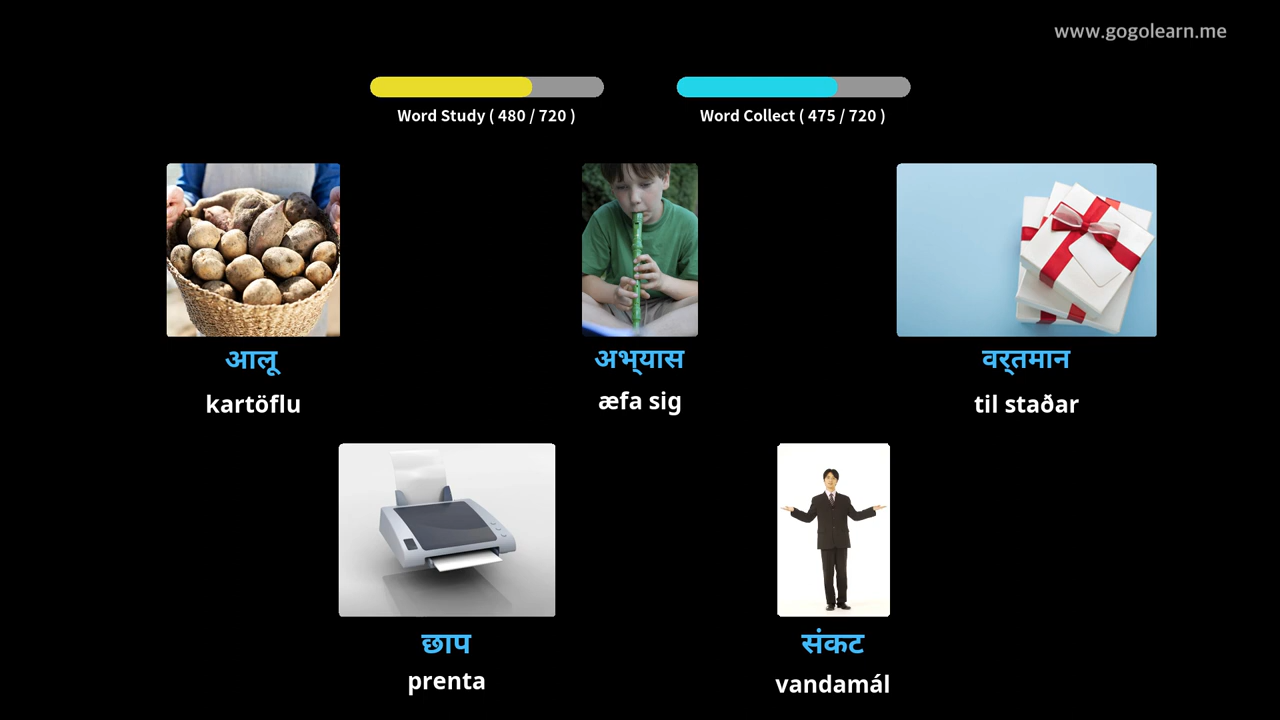 www.gogolearn.me
Word Study ( 480 / 720 )
Word Collect ( 475 / 720 )
आलू
kartöflu
अभ्‌यास
æfa sig
वर्‌तमान
til staðar
छाप
prenta
संकट
vandamál